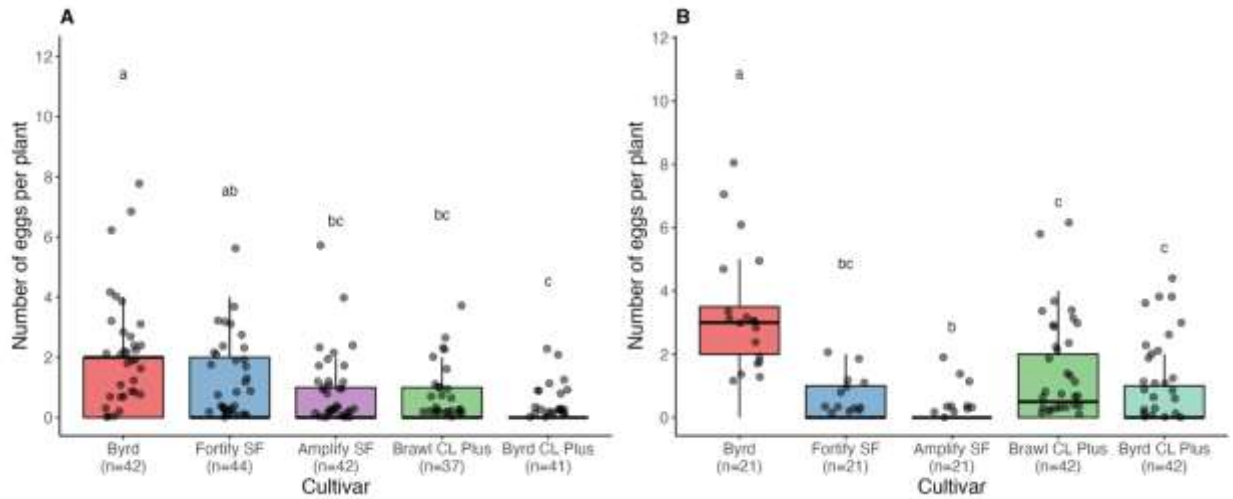 A
Number of eggs per plant
12
10
8
6
4
2
0
a
ab
bc
bc
c
Byrd Fortify SF Amplify SF Brawl CL Plus Byrd CL Plus
(n=42) (n=44) (n=42) (n=37) (n=41)
Cultivar
B
Number of eggs per plant
12
10
8
6
4
2
0
a
bc
b
c
c
Byrd Fortify SF Amplify SF Brawl CL Plus Byrd CL Plus
(n=21) (n=21) (n=21) (n=42) (n=42)
Cultivar